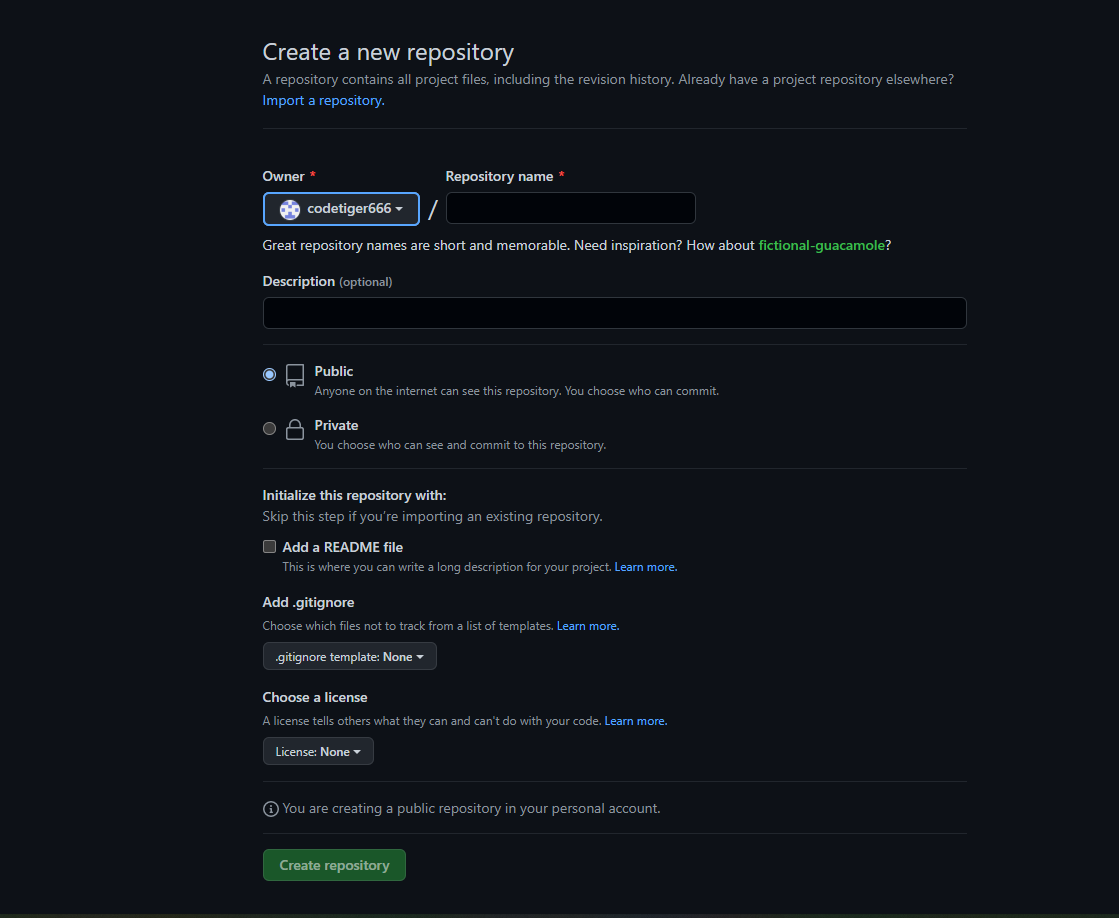 Create a new repository
A repository contains all project files, including the revision history. Already have a project repository elsewhere?
Import a repository.
Owner * Repository name *
codetiger666 /
Great repository names are short and memorable. Need inspiration? How about fictional-guacamole?
Description (optional)
Public
Anyone on the internet can see this repository. You choose who can commit.
Private
You choose who can see and commit to this repository.
Initialize this repository with:
Skip this step if you're importing an existing repository.
Add a README file
This is where you can write a long description for your project. Learn more.
Add .gitignore
Choose which files not to track from a list of templates. Learn more.
.gitignore template: None
Choose a license
A license tells others what they can and can't do with your code. Learn more.
License: None
You are creating a public repository in your personal account.
Create repository